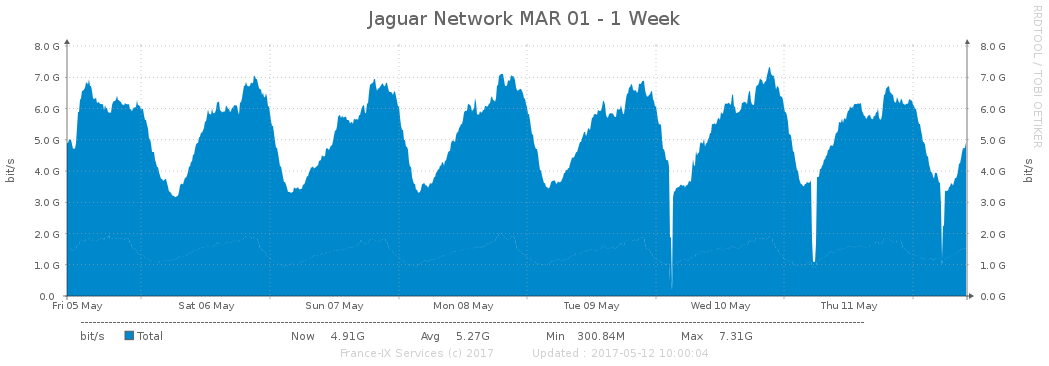 Jaguar Network MAR 01 - 1 Week
RRDTOOL / TOBI OETIKER
bit/s
8.0 G
7.0 G
6.0 G
5.0 G
4.0 G
3.0 G
2.0 G
1.0 G
0.0
8.0 G
7.0 G
6.0 G
5.0 G
4.0 G
3.0 G
2.0 G
1.0 G
0.0 G
bit/s
Fri 05 May Sat 06 May Sun 07 May Mon 08 May Tue 09 May Wed 10 May Thu 11 May
bit/s Total Now 4.91G Avg 5.27G Min 300.84M Max 7.31G
France-IX Services (c) 2017 Updated : 2017-05-12 10:00:04